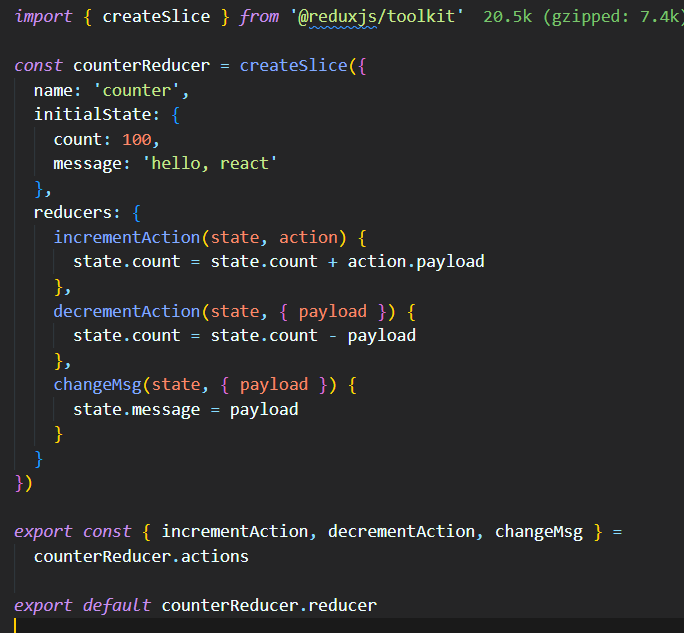 import { createSlice } from '@reduxjs/toolkit'  20.5k (gzipped: 7.4k)
const counterReducer = createSlice({
  name: 'counter',
  initialState: {
    count: 100,
    message: 'hello, react'
  },
  reducers: {
    incrementAction(state, action) {
      state.count = state.count + action.payload
    },
    decrementAction(state, { payload }) {
      state.count = state.count - payload
    },
    changeMsg(state, { payload }) {
      state.message = payload
    }
  }
})
export const { incrementAction, decrementAction, changeMsg } =
  counterReducer.actions
export default counterReducer.reducer